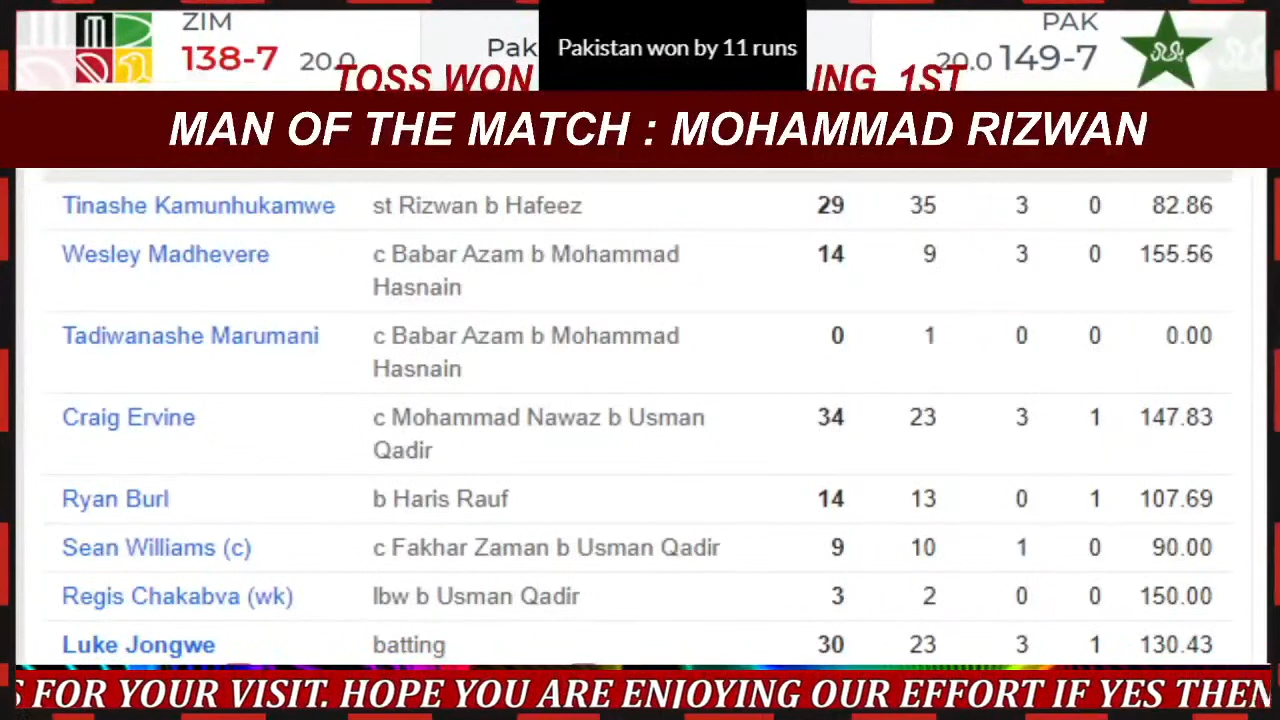 ZIM
138-7 20.0
Pak
Pakistan won by 11 runs
PAK
20.0 149-7
TOSS WON ING 1ST
MAN OF THE MATCH : MOHAMMAD RIZWAN
Tinashe Kamunhukamwe st Rizwan b Hafeez 29 35 3 0 82.86
Wesley Madhevere c Babar Azam b Mohammad 14 9 3 0 155.56
Hasnain
Tadiwanashe Marumani c Babar Azam b Mohammad 0 1 0 0 0.00
Hasnain
Craig Ervine c Mohammad Nawaz b Usman 34 23 3 1 147.83
Qadir
Ryan Burl b Haris Rauf 14 13 0 1 107.69
Sean Williams (c) c Fakhar Zaman b Usman Qadir 9 10 1 0 90.00
Regis Chakabva (wk) lbw b Usman Qadir 3 2 0 0 150.00
Luke Jongwe batting 30 23 3 1 130.43
S FOR YOUR VISIT. HOPE YOU ARE ENJOYING OUR EFFORT IF YES THEN